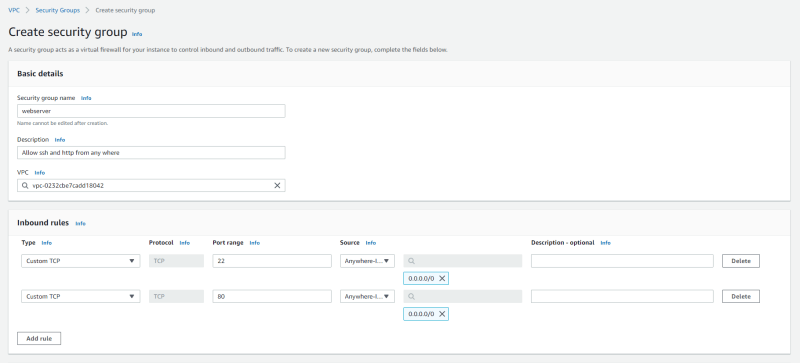 VPC > Security Groups > Create security group
Create security group Info
A security group acts as a virtual firewall for your instance to control inbound and outbound traffic. To create a new security group, complete the fields below.
Basic details
Security group name Info
webserver
Name cannot be edited after creation.
Description Info
Allow ssh and http from any where
VPC Info
vpc-0232cbe7cadd18042
Inbound rules Info
Type Info Protocol Info Port range Info Source Info Description - optional Info
Custom TCP TCP 22 Anywhere-I... Delete
0.0.0.0/0
Custom TCP TCP 80 Anywhere-I... Delete
0.0.0.0/0
Add rule